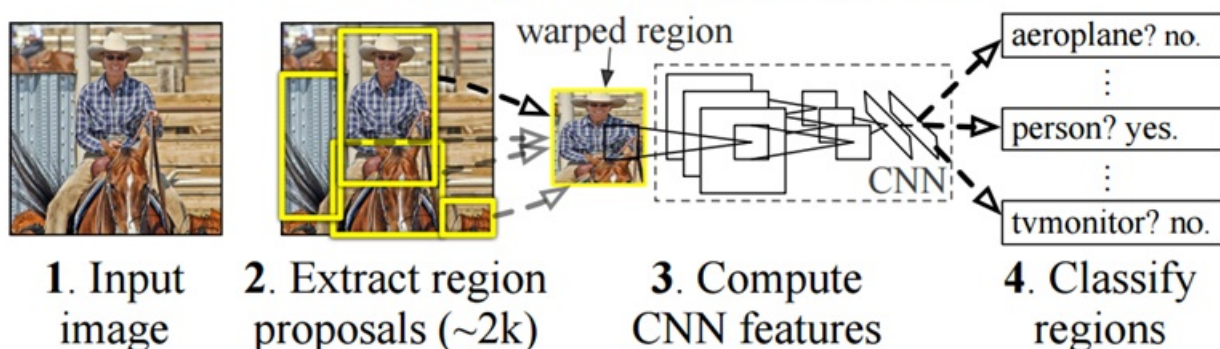 warped region
aeroplane? no.
⋮
person? yes.
⋮
tvmonitor? no.
CNN
1. Input
image
2. Extract region
proposals (~2k)
3. Compute
CNN features
4. Classify
regions